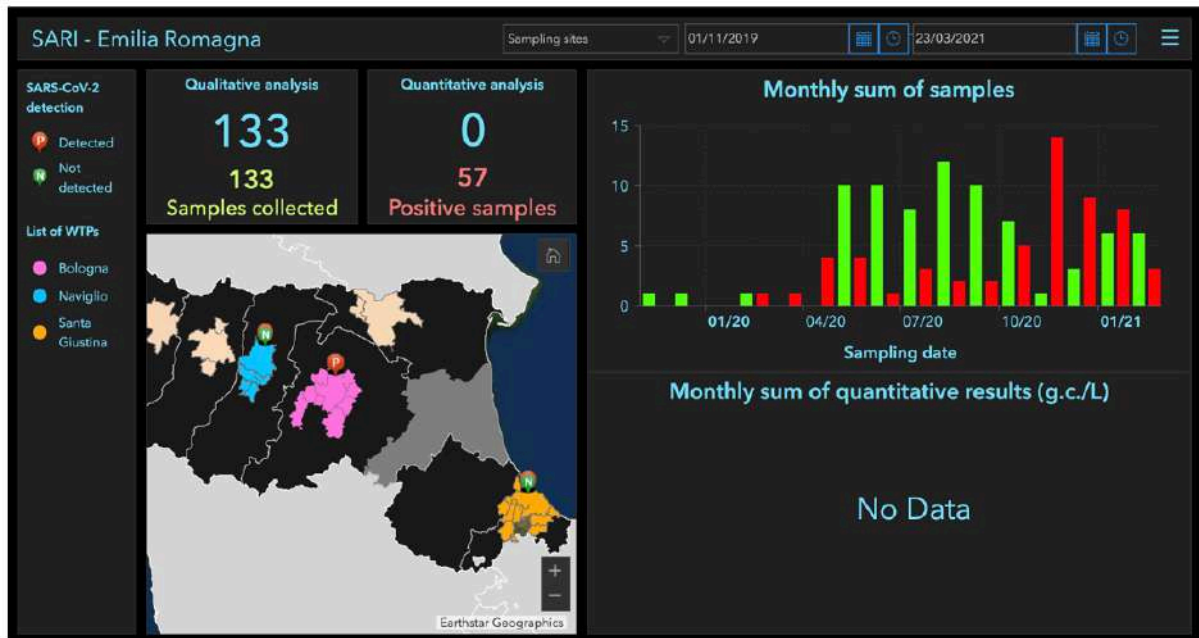 SARI - Emilia Romagna
Sampling sites
01/11/2019
23/03/2021
SARS-CoV-2
detection
P
Detected
N
Not
detected
List of WTPs
Bologna
Naviglio
Santa
Giustina
Qualitative analysis
133
133
Samples collected
Quantitative analysis
0
57
Positive samples
N
P
N
+
−
Earthstar Geographics
Monthly sum of samples
15
10
5
0
01/20
04/20
07/20
10/20
01/21
Sampling date
Monthly sum of quantitative results (g.c./L)
No Data